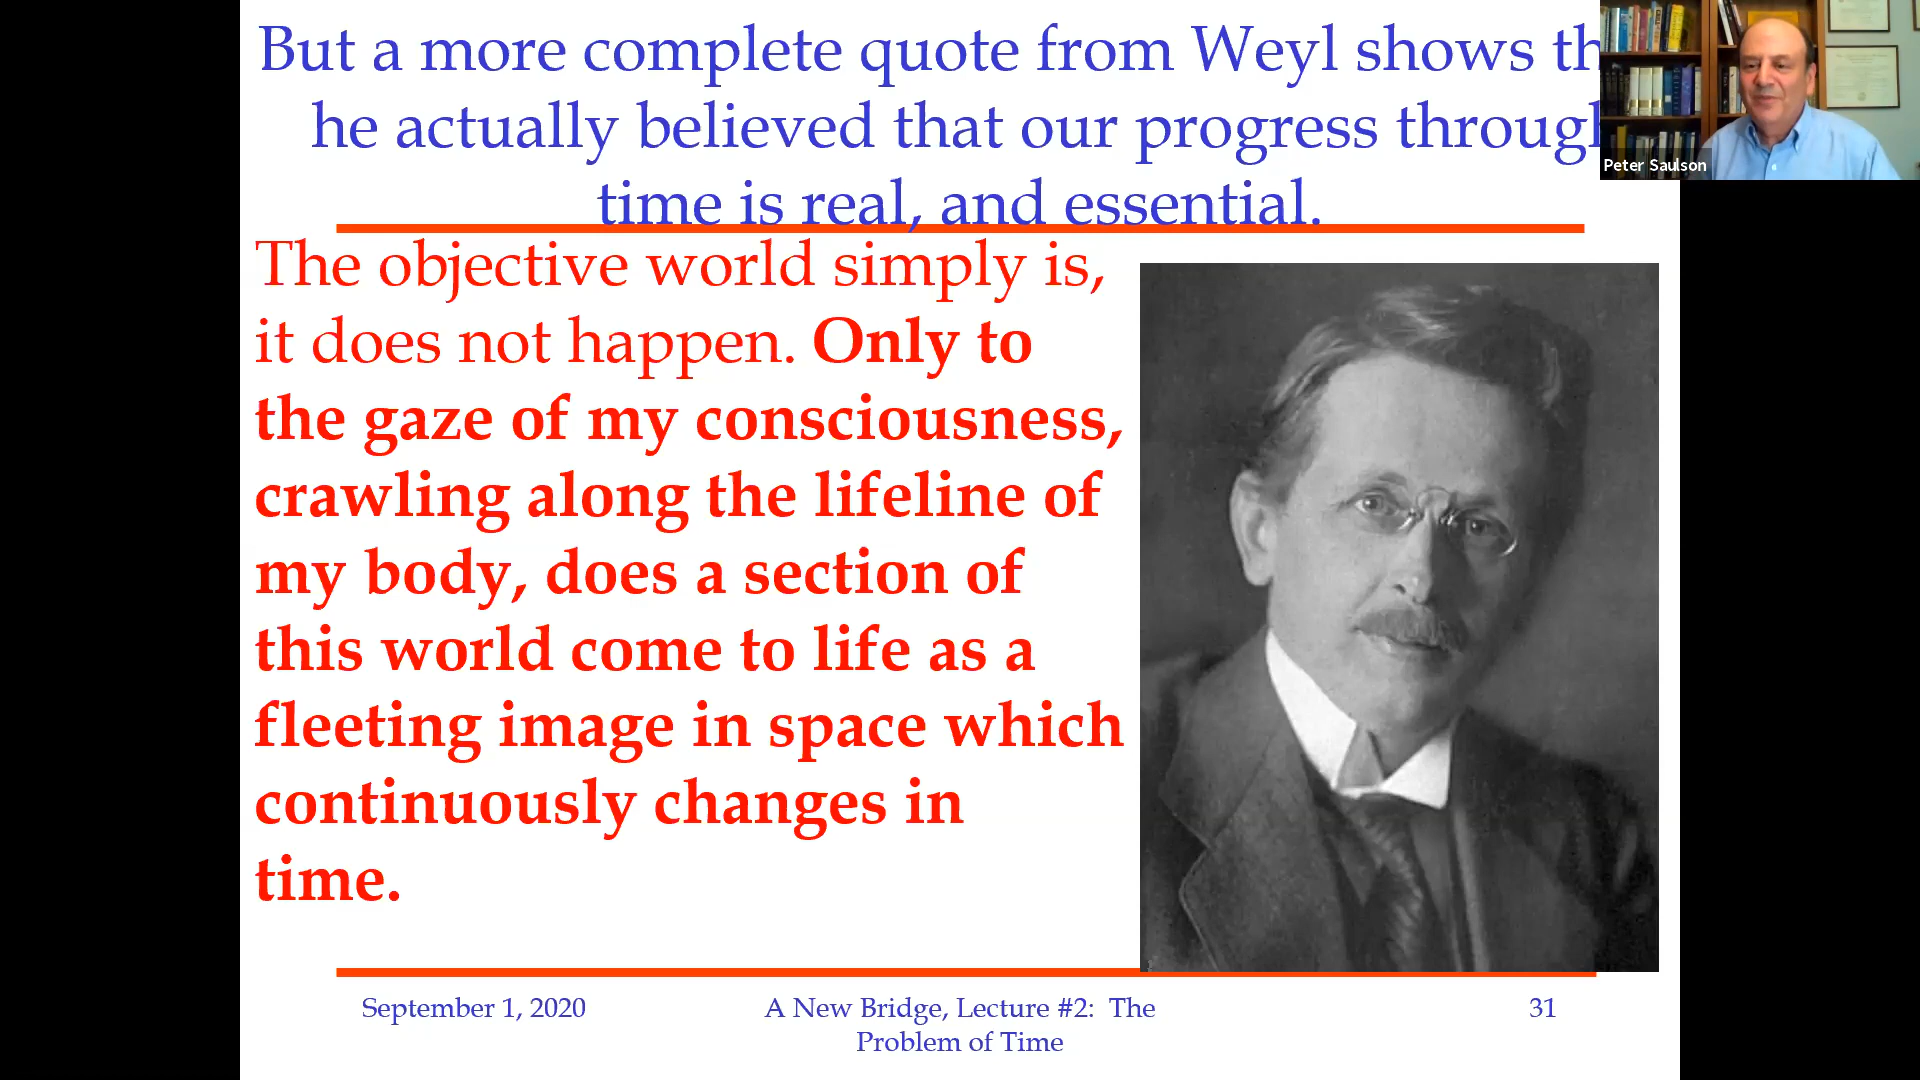 But a more complete quote from Weyl shows th
he actually believed that our progress throug
time is real, and essential.
Peter Saulson
The objective world simply is,
it does not happen. Only to
the gaze of my consciousness,
crawling along the lifeline of
my body, does a section of
this world come to life as a
fleeting image in space which
continuously changes in
time.
September 1, 2020
A New Bridge, Lecture #2: The
Problem of Time
31